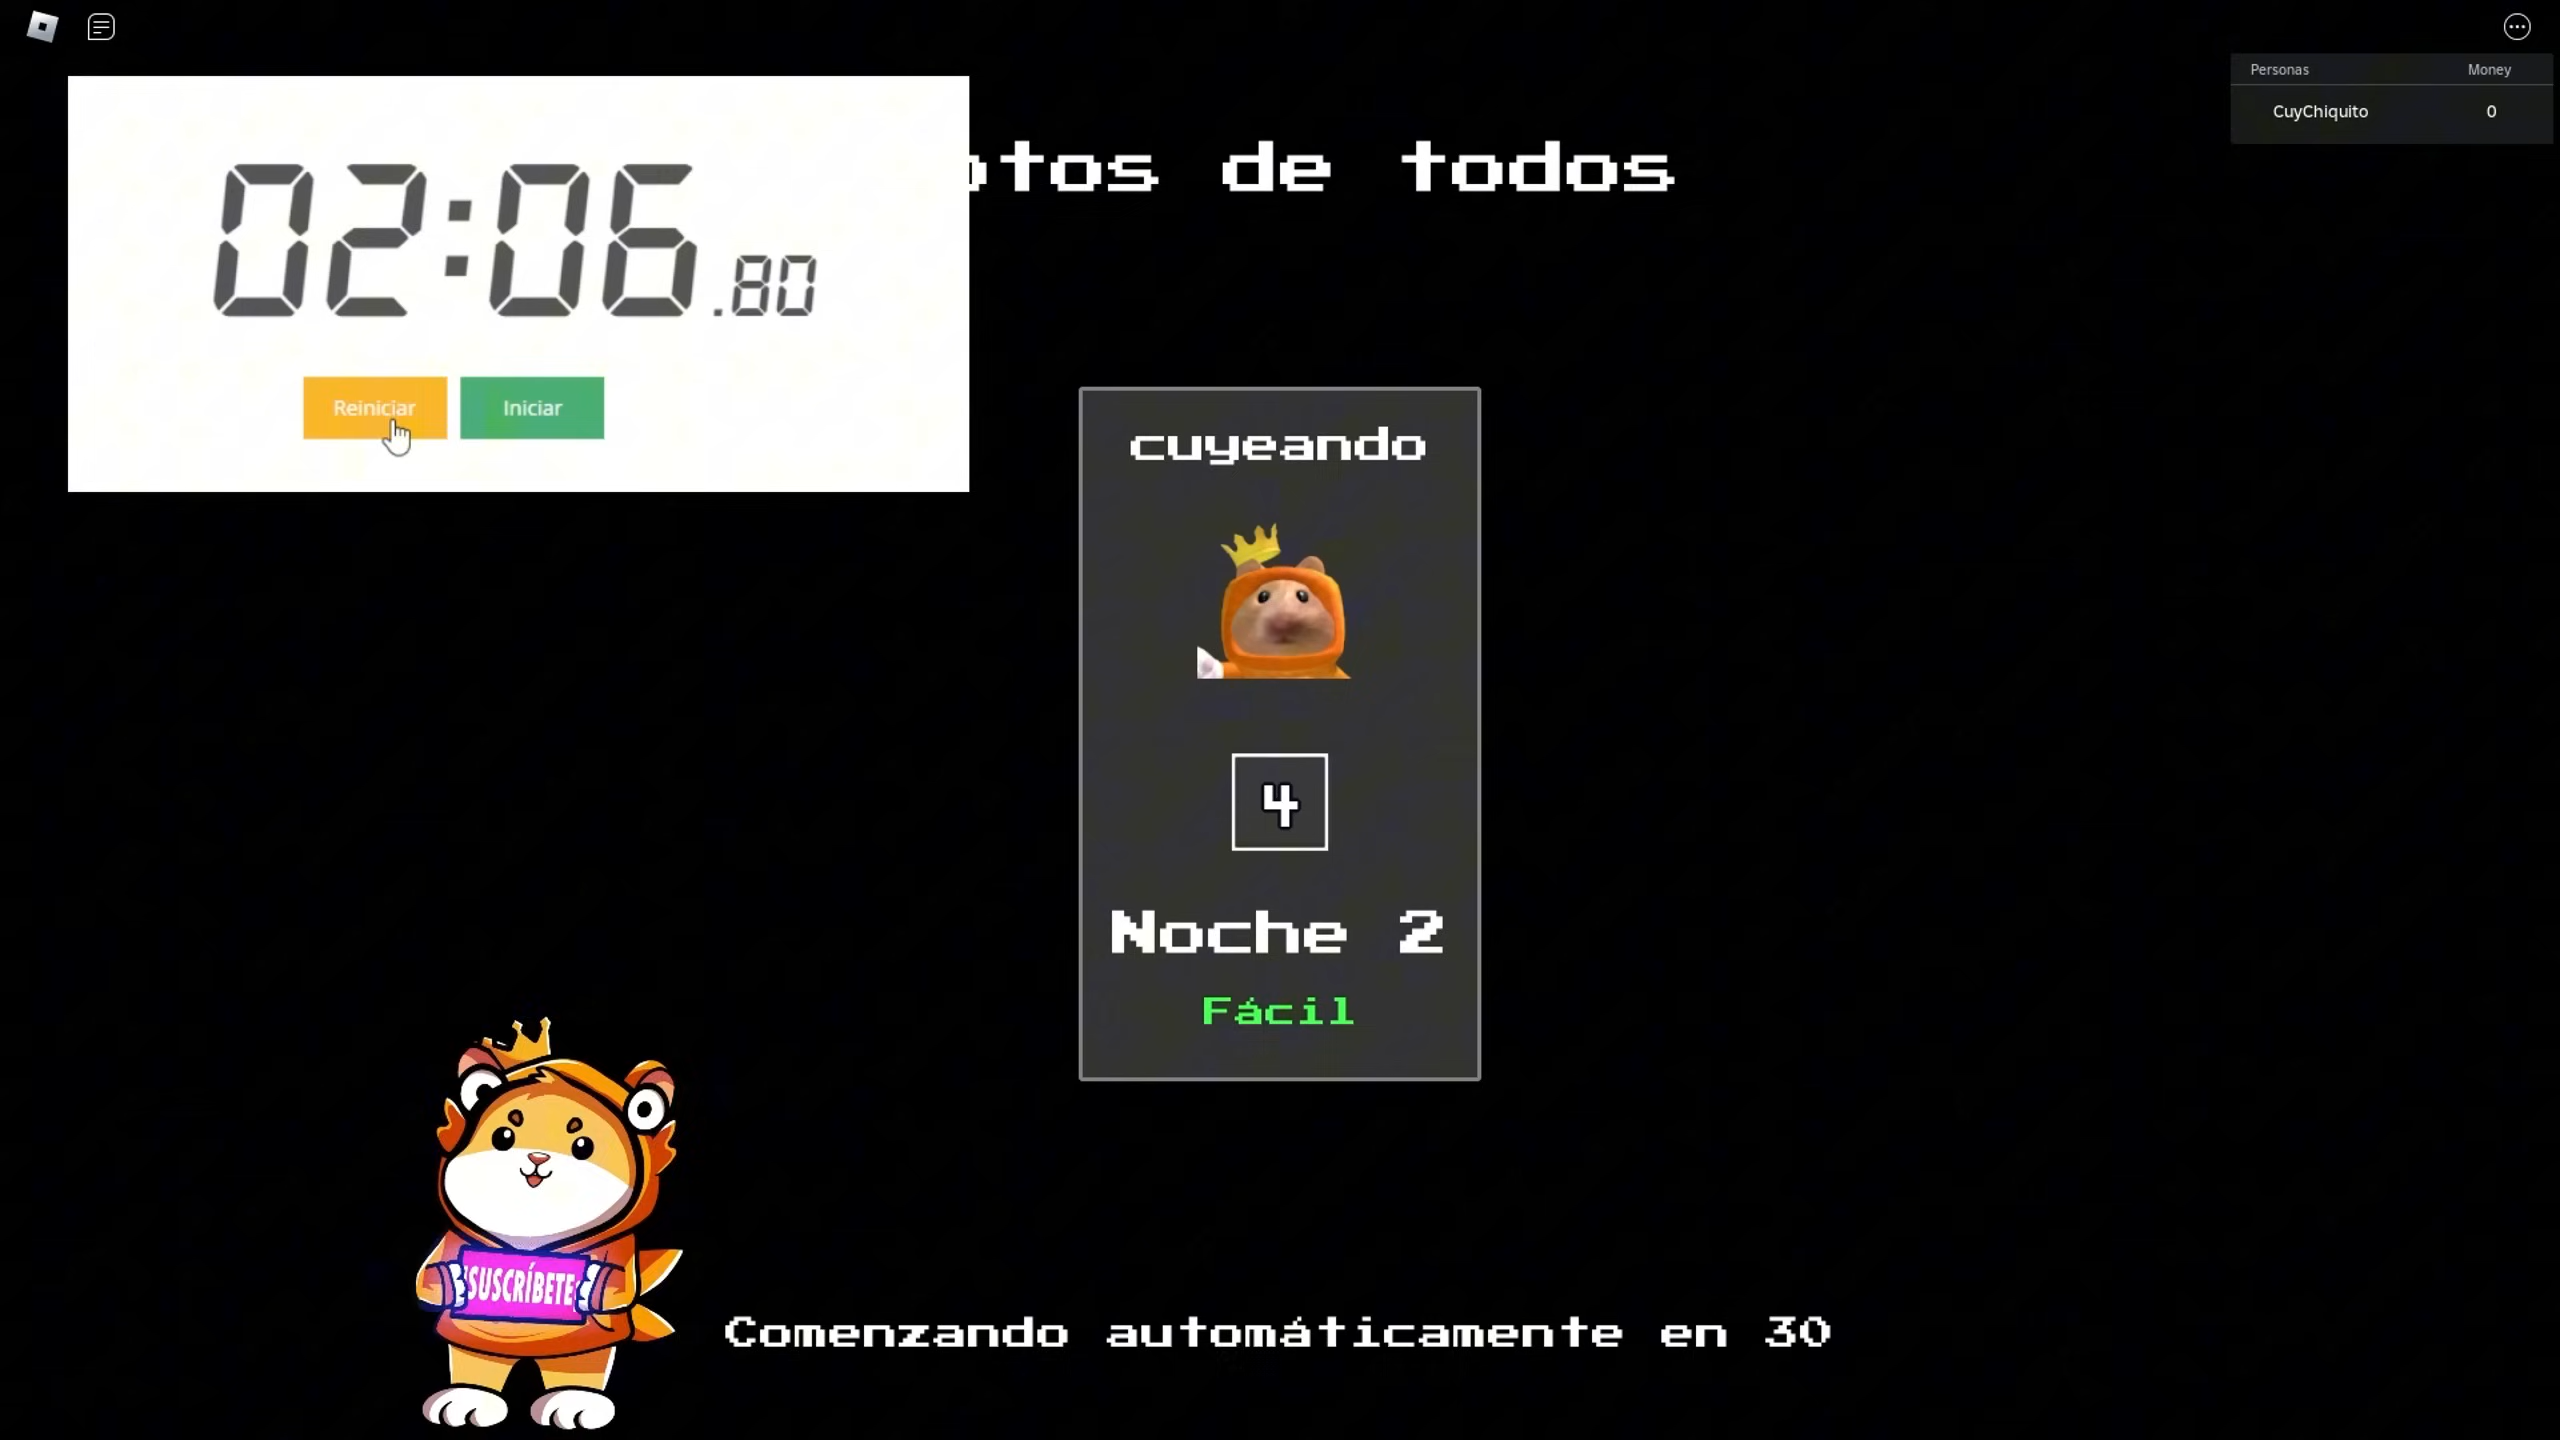 Personas Money
CuyChiquito 0
de todos
02:06.80
Reiniciar Iniciar
cuyeando
4
Noche 2
Fácil
SUSCRÍBETE
Comenzando automáticamente en 30